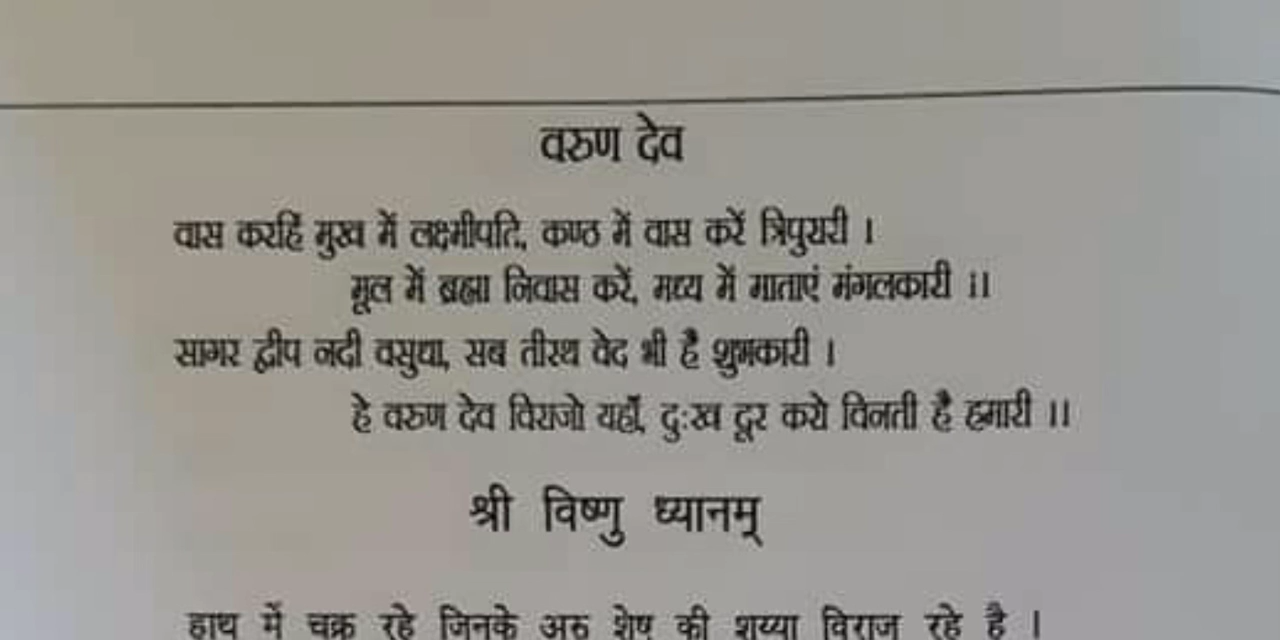 वरुण देव
वास करहिं मुख में लक्ष्मीपति, कण्ठ में वास करें त्रिपुरारी ।
मूल में ब्रह्मा निवास करें, मध्य में माताएं मंगलकारी ।।
सागर द्वीप नदी वसुधा, सब तीरथ वेद भी है शुभकारी ।
हे वरुण देव विराजो यहाँ, दुःख दूर करो विनती है हमारी ।।
श्री विष्णु ध्यानम्
हाथ में चक्र रहे जिनके अरु शेष की शय्या विराज रहे है ।